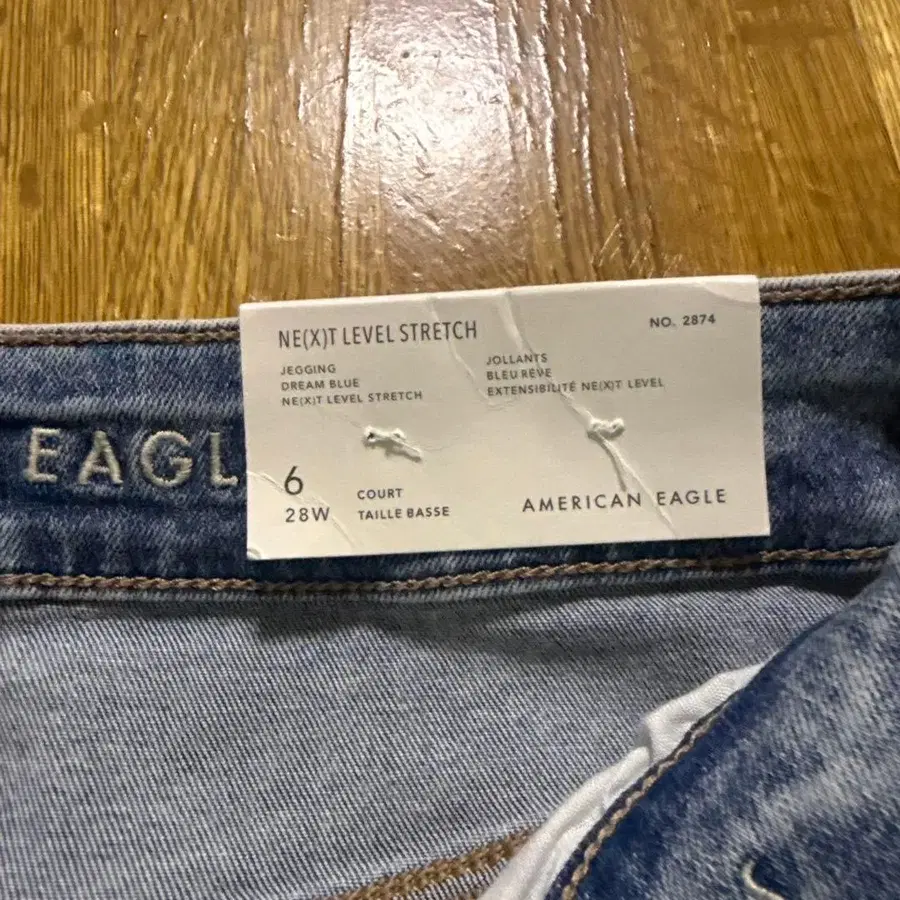 NE(X)T LEVEL STRETCH
NO. 2874
JEGGING
DREAM BLUE
NE(X)T LEVEL STRETCH
JOLLANTS
BLEU RÊVE
EXTENSIBILITÉ NE(X)T LEVEL
EAGL
6
28W
COURT
TAILLE BASSE
AMERICAN EAGLE